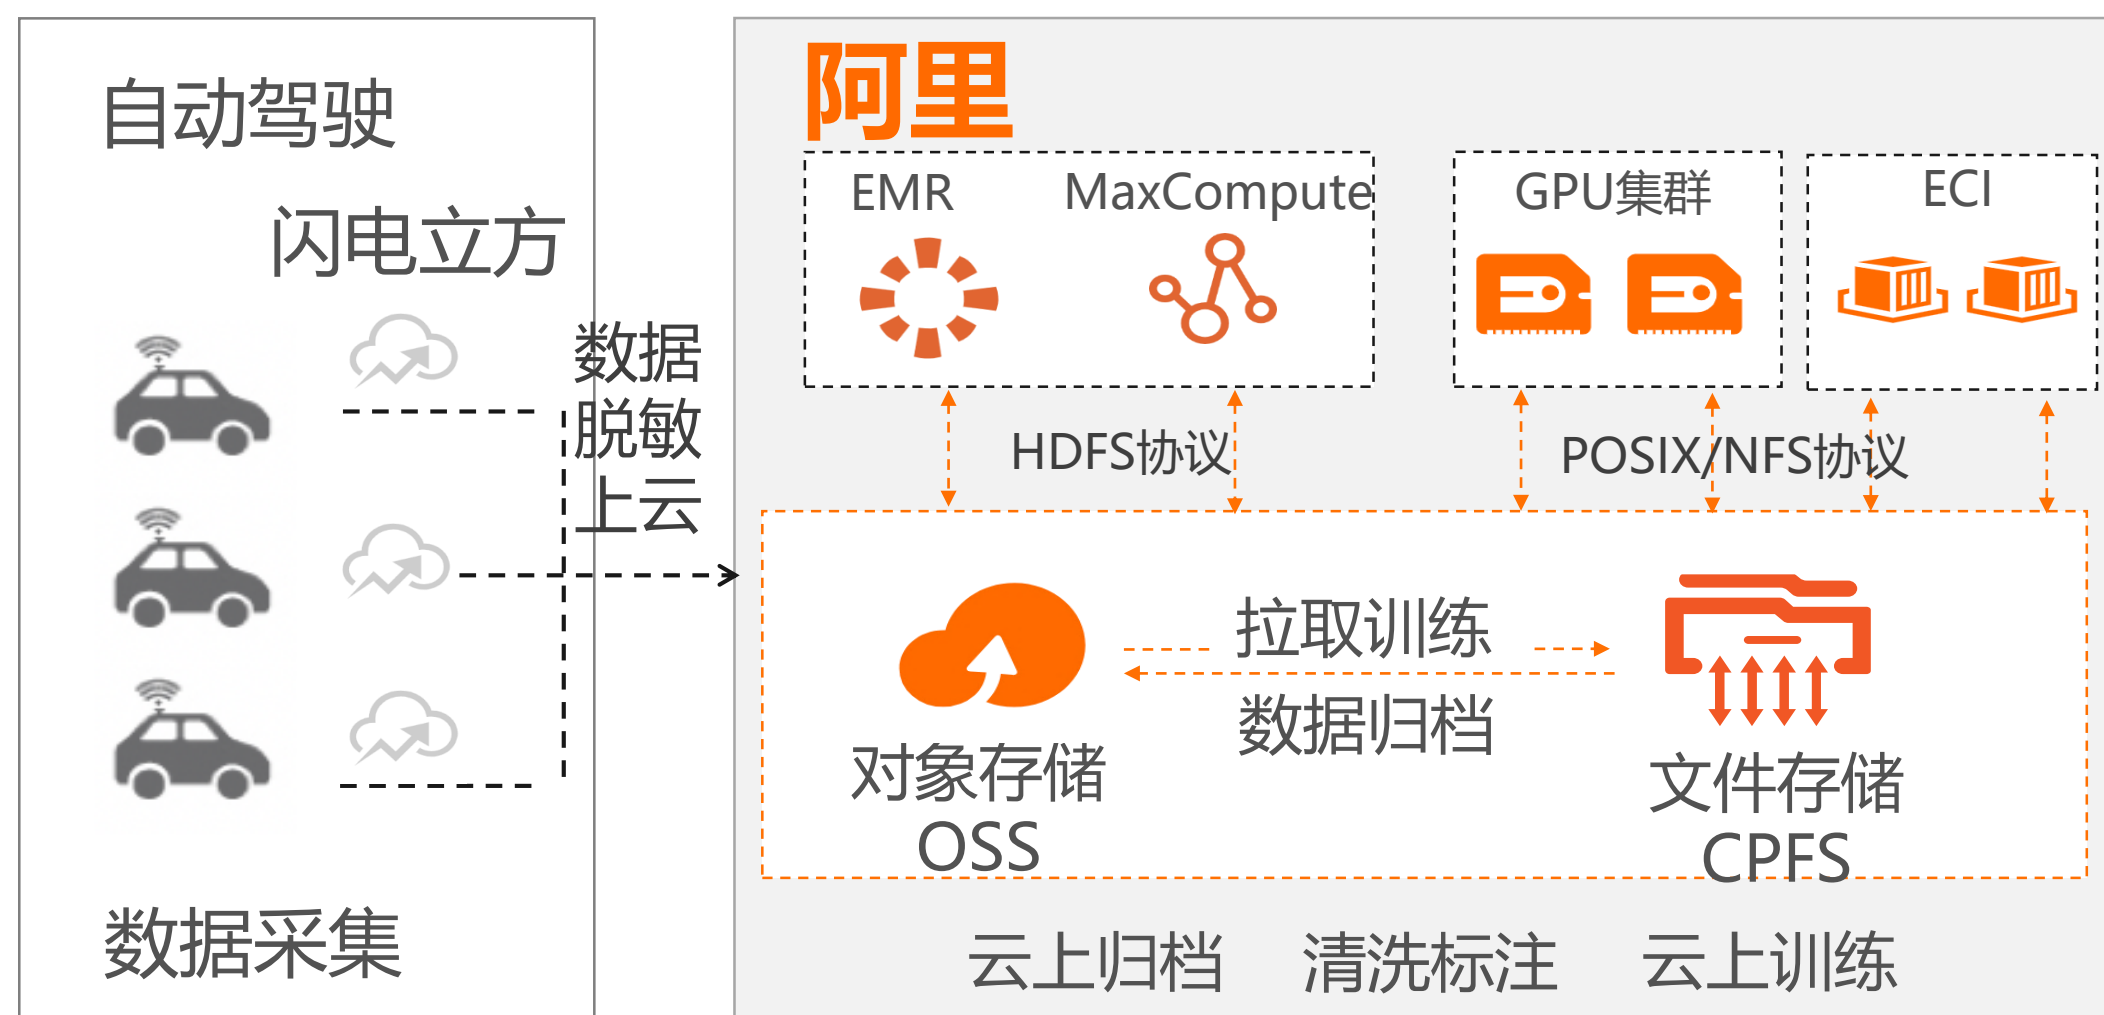 自动驾驶
闪电立方
数据
脱敏
上云
数据采集
阿里
EMR
MaxCompute
GPU集群
ECI
HDFS协议
POSIX/NFS协议
拉取训练
数据归档
对象存储
OSS
文件存储
CPFS
云上归档
清洗标注
云上训练